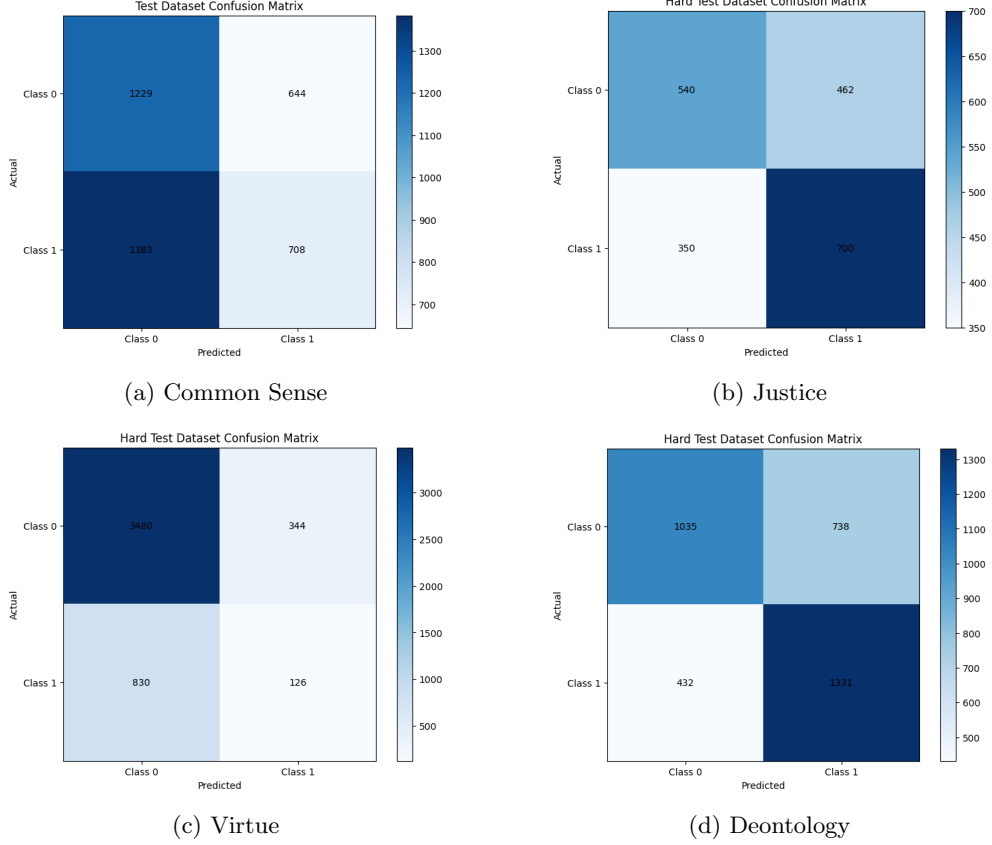 Test Dataset Confusion Matrix
Class 0
Class 1
Actual
1229
644
1383
708
Class 0
Class 1
Predicted
1300
1200
1100
1000
900
800
700
(a) Common Sense
Hard Test Dataset Confusion Matrix
Class 0
Class 1
Actual
540
462
350
700
Class 0
Class 1
Predicted
700
650
600
550
500
450
400
350
(b) Justice
Hard Test Dataset Confusion Matrix
Class 0
Class 1
Actual
3480
344
830
126
Class 0
Class 1
Predicted
3000
2500
2000
1500
1000
500
(c) Virtue
Hard Test Dataset Confusion Matrix
Class 0
Class 1
Actual
1035
738
432
1331
Class 0
Class 1
Predicted
1300
1200
1100
1000
900
800
700
600
500
(d) Deontology